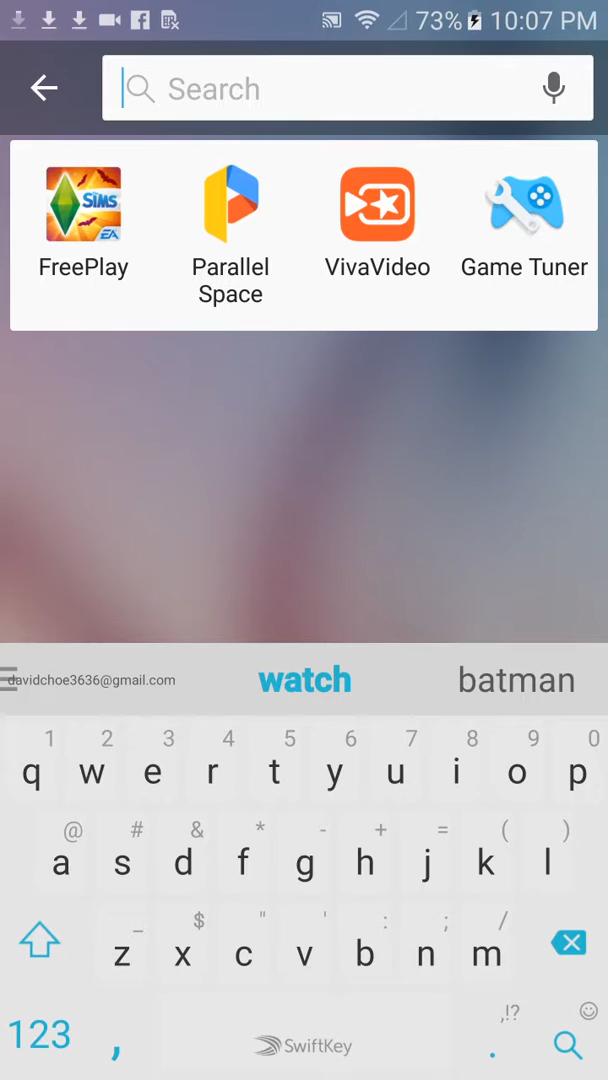 73% 10:07 PM
Search
The SIMS
EA
FreePlay
Parallel
Space
VivaVideo
Game Tuner
davidchoe3636@gmail.com watch batman
1 2 3 4 5 6 7 8 9 0
q w e r t y u i o p
@ # & * - + = ( )
a s d f g h j k l
_ $ " ' : ; /
z x c v b n m
,!?
123 , SwiftKey .